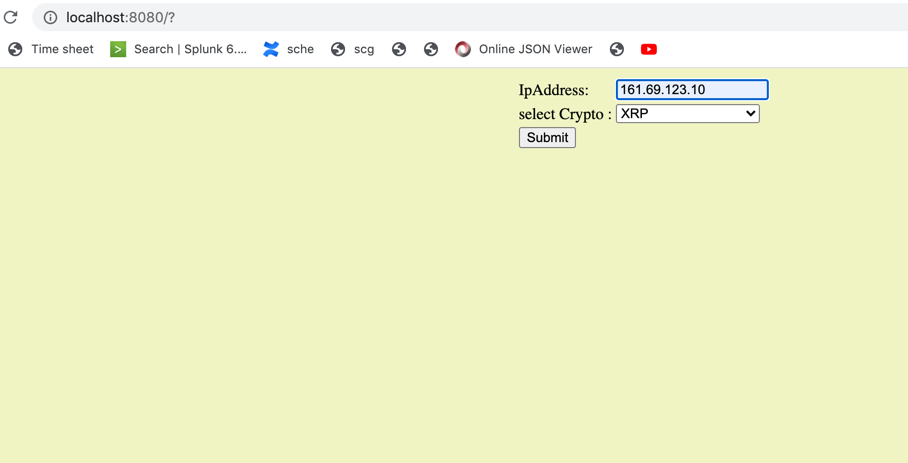 localhost:8080/?
Time sheet Search | Splunk 6.... sche scg Online JSON Viewer
IpAddress: 161.69.123.10
select Crypto : XRP
Submit